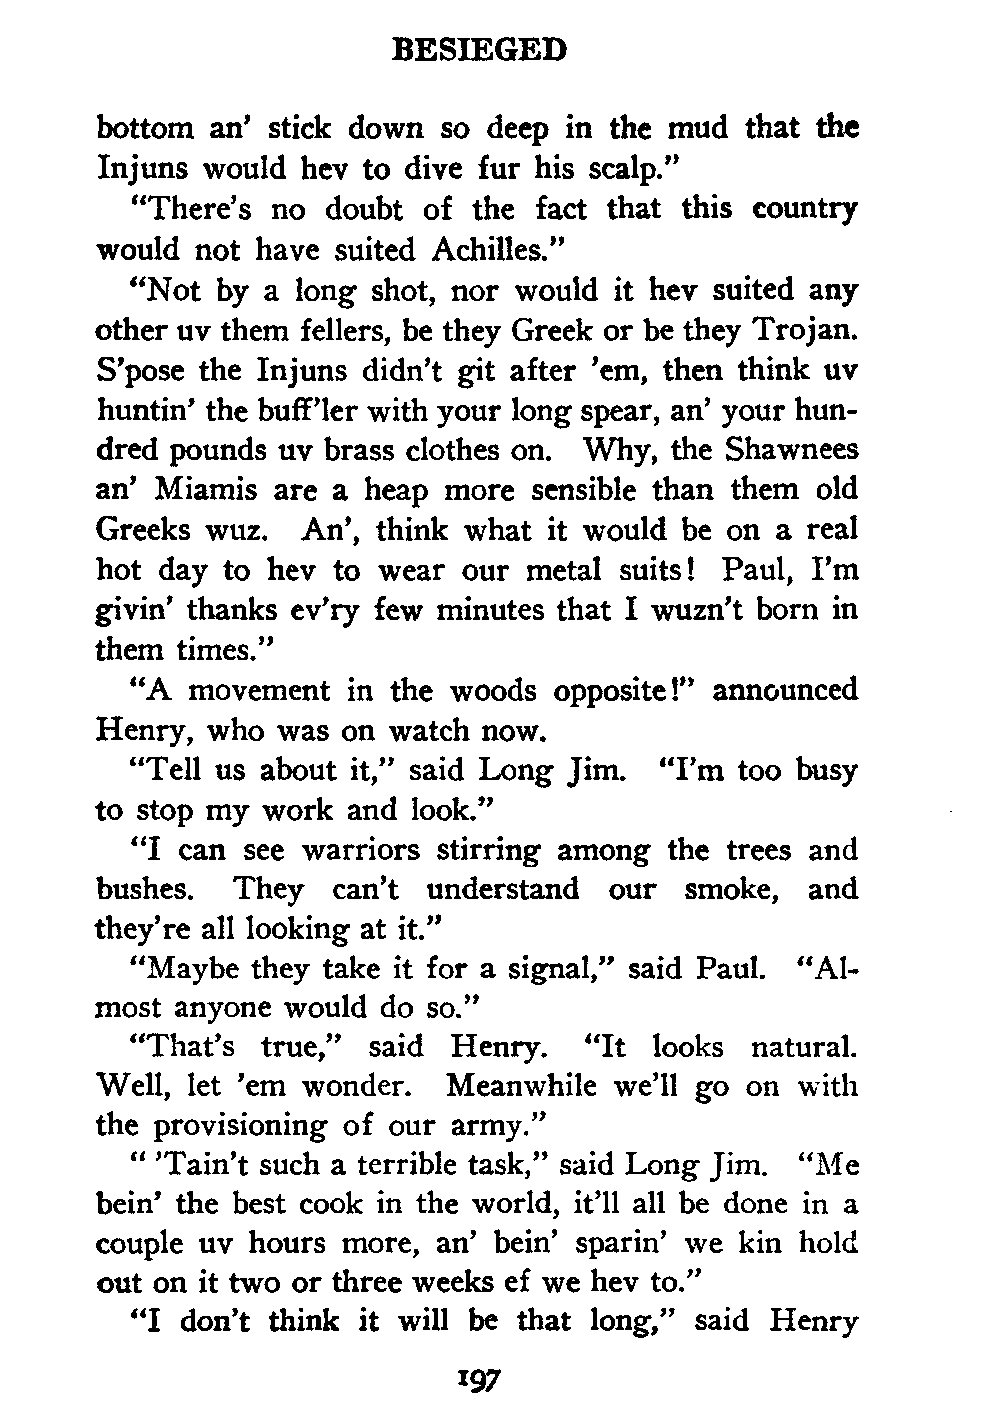 BESIEGED
bottom an' stick down so deep in the mud that the
Injuns would hev to dive fur his scalp."
"There's no doubt of the fact that this country
would not have suited Achilles."
"Not by a long shot, nor would it hev suited any
other uv them fellers, be they Greek or be they Trojan.
S'pose the Injuns didn't git after 'em, then think uv
huntin' the buff'ler with your long spear, an' your hun-
dred pounds uv brass clothes on. Why, the Shawnees
an' Miamis are a heap more sensible than them old
Greeks wuz. An', think what it would be on a real
hot day to hev to wear our metal suits! Paul, I'm
givin' thanks ev'ry few minutes that I wuzn't born in
them times."
"A movement in the woods opposite!" announced
Henry, who was on watch now.
"Tell us about it," said Long Jim. "I'm too busy
to stop my work and look."
"I can see warriors stirring among the trees and
bushes. They can't understand our smoke, and
they're all looking at it."
"Maybe they take it for a signal," said Paul. "Al-
most anyone would do so."
"That's true," said Henry. "It looks natural.
Well, let 'em wonder. Meanwhile we'll go on with
the provisioning of our army."
" 'Tain't such a terrible task," said Long Jim. "Me
bein' the best cook in the world, it'll all be done in a
couple uv hours more, an' bein' sparin' we kin hold
out on it two or three weeks ef we hev to."
"I don't think it will be that long," said Henry
197